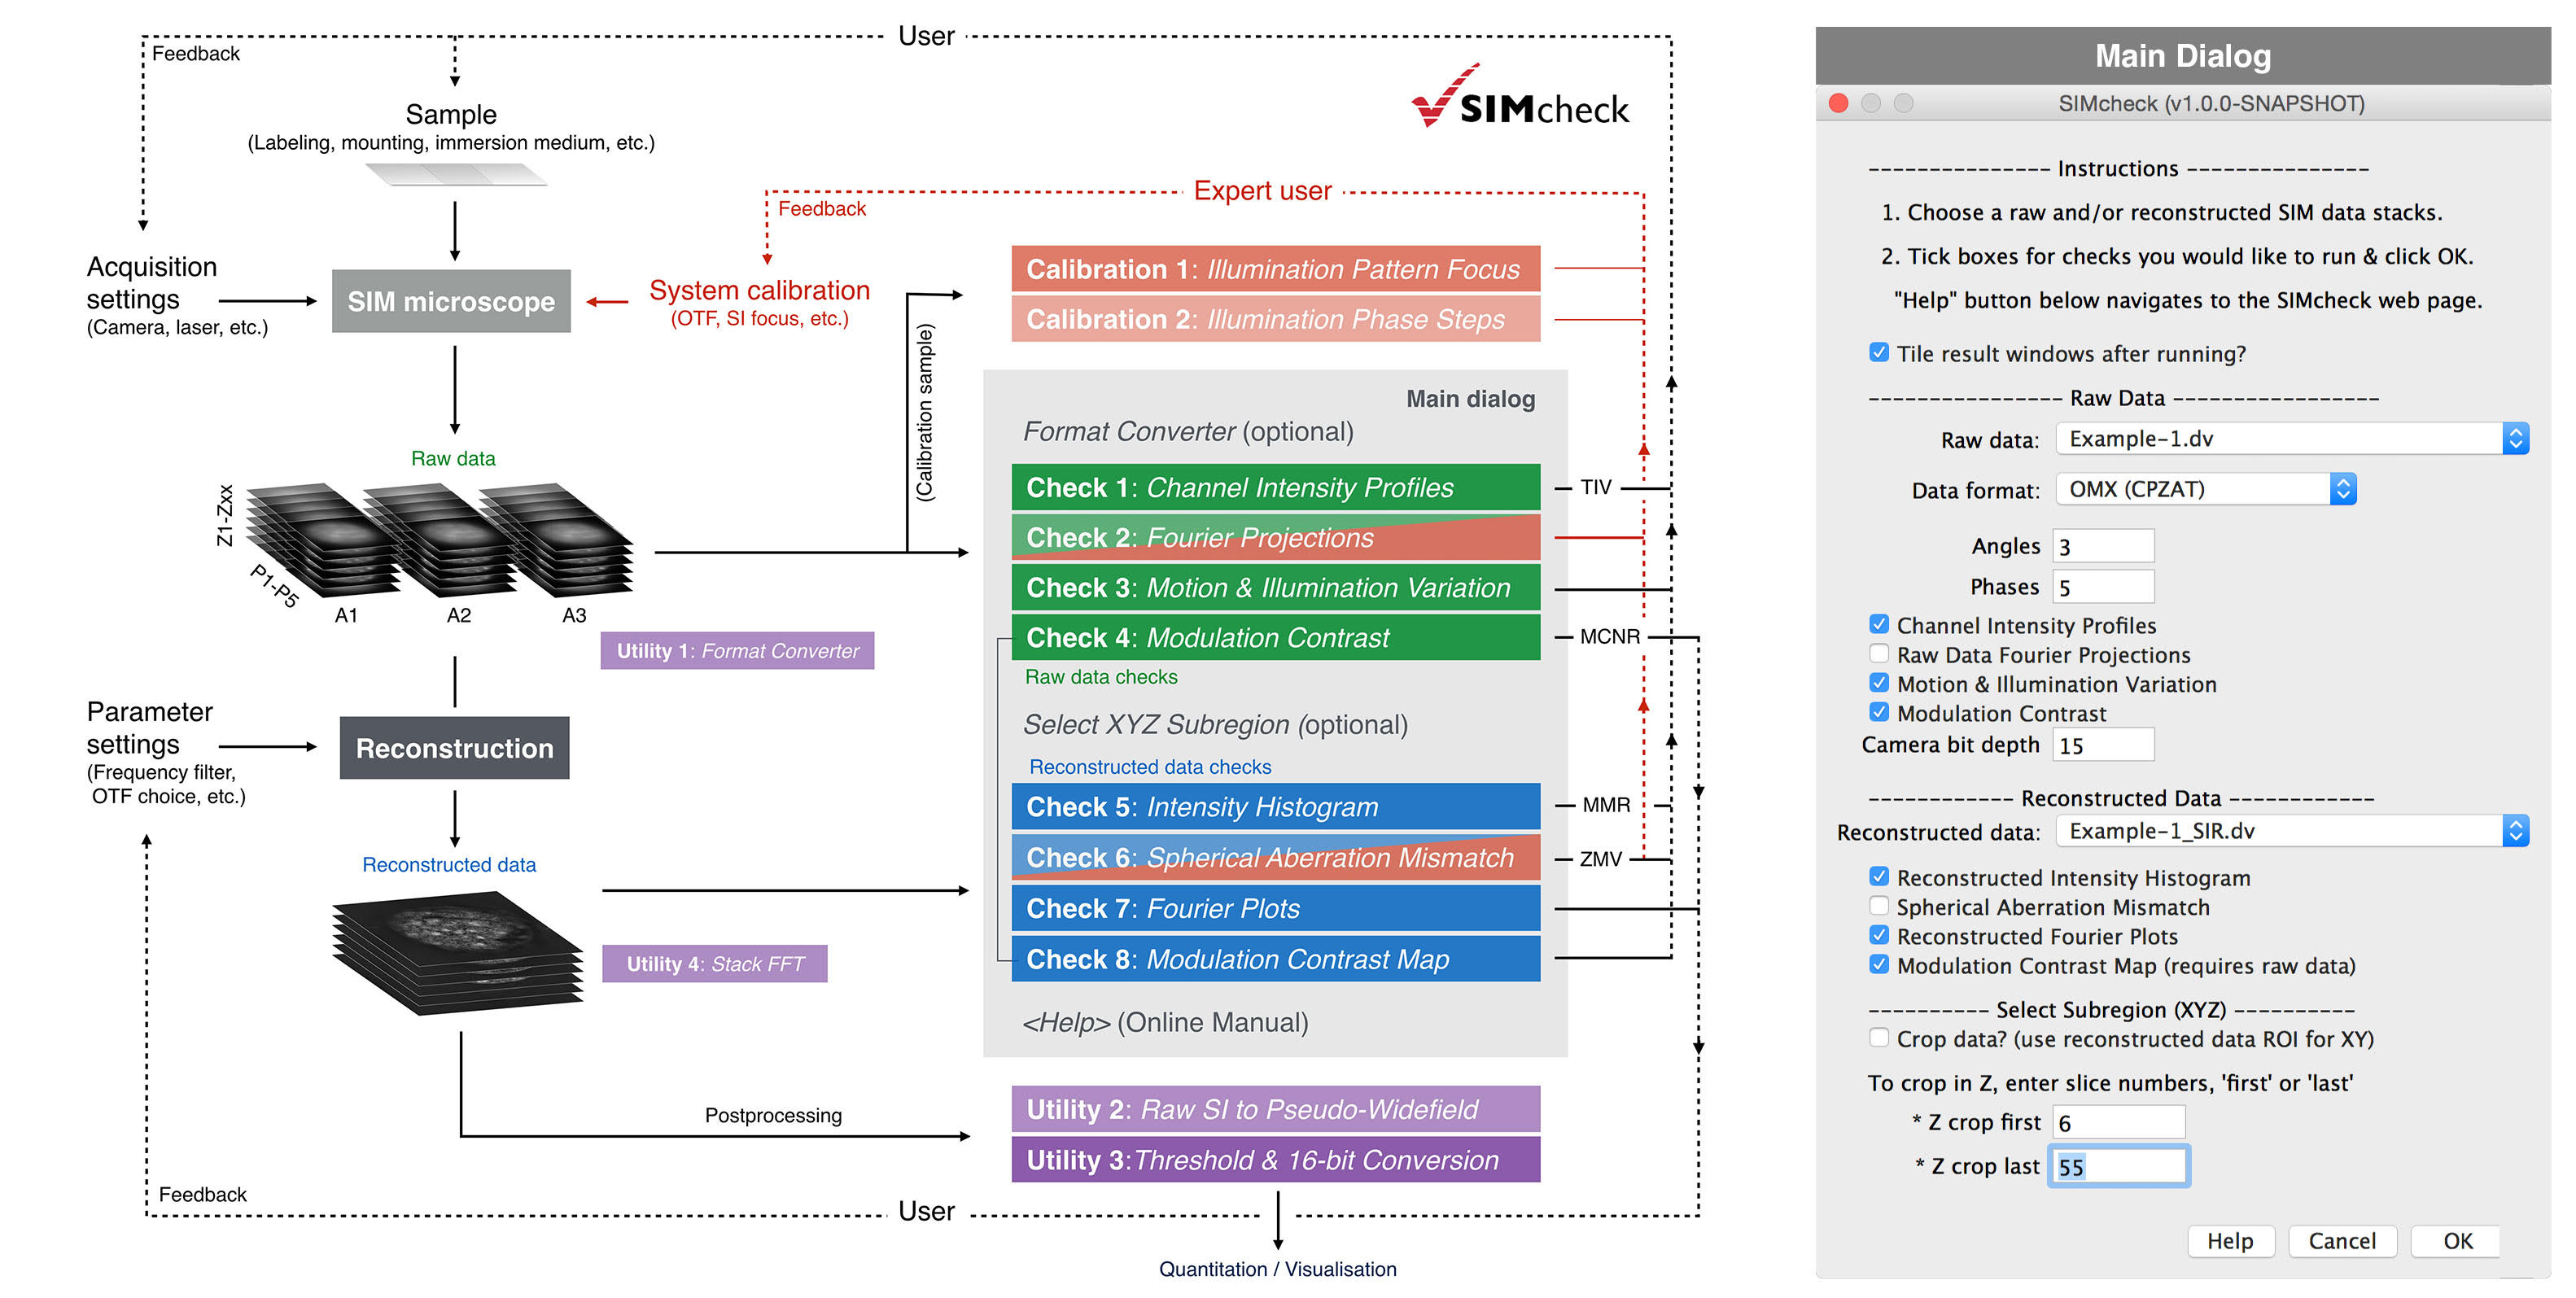 User
Feedback
SIMcheck
Sample
(Labeling, mounting, immersion medium, etc.)
Expert user
Feedback
Acquisition
settings
(Camera, laser, etc.)
SIM microscope
System calibration
(OTF, SI focus, etc.)
Calibration 1: Illumination Pattern Focus
Calibration 2: Illumination Phase Steps
(Calibration sample)
Raw data
Z1-Zxx
P1-P5
A1
A2
A3
Utility 1: Format Converter
Main dialog
Format Converter (optional)
Check 1: Channel Intensity Profiles
TIV
Check 2: Fourier Projections
Check 3: Motion & Illumination Variation
Check 4: Modulation Contrast
MCNR
Raw data checks
Select XYZ Subregion (optional)
Reconstructed data checks
Check 5: Intensity Histogram
MMR
Check 6: Spherical Aberration Mismatch
ZMV
Check 7: Fourier Plots
Check 8: Modulation Contrast Map
<Help> (Online Manual)
Parameter
settings
(Frequency filter,
OTF choice, etc.)
Reconstruction
Reconstructed data
Utility 4: Stack FFT
Postprocessing
Utility 2: Raw SI to Pseudo-Widefield
Utility 3:Threshold & 16-bit Conversion
Feedback
User
Quantitation / Visualisation
Main Dialog
SIMcheck (v1.0.0-SNAPSHOT)
--------------- Instructions ---------------
1. Choose a raw and/or reconstructed SIM data stacks.
2. Tick boxes for checks you would like to run & click OK.
"Help" button below navigates to the SIMcheck web page.
Tile result windows after running?
---------------- Raw Data -----------------
Raw data: Example-1.dv
Data format: OMX (CPZAT)
Angles 3
Phases 5
Channel Intensity Profiles
Raw Data Fourier Projections
Motion & Illumination Variation
Modulation Contrast
Camera bit depth 15
------------ Reconstructed Data ------------
Reconstructed data: Example-1_SIR.dv
Reconstructed Intensity Histogram
Spherical Aberration Mismatch
Reconstructed Fourier Plots
Modulation Contrast Map (requires raw data)
---------- Select Subregion (XYZ) ----------
Crop data? (use reconstructed data ROI for XY)
To crop in Z, enter slice numbers, 'first' or 'last'
* Z crop first 6
* Z crop last 55
Help Cancel OK